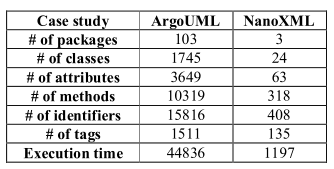 Case study ArgoUML NanoXML
# of packages 103 3
# of classes 1745 24
# of attributes 3649 63
# of methods 10319 318
# of identifiers 15816 408
# of tags 1511 135
Execution time 44836 1197